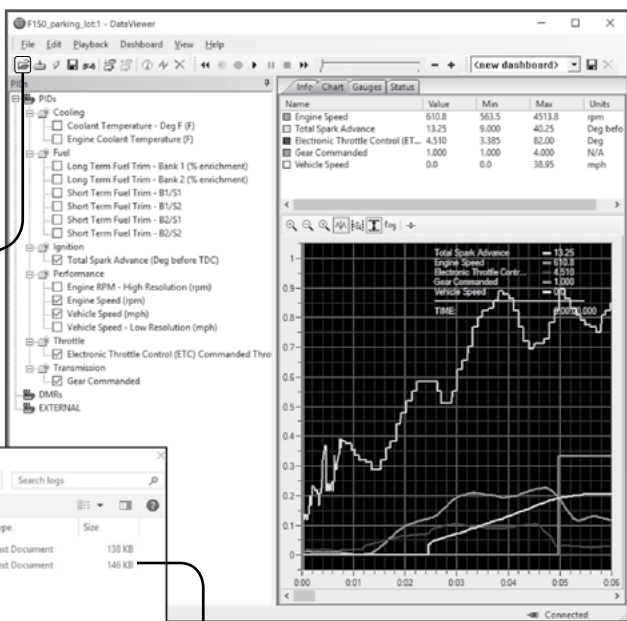 F150_parking_lot:1 - DataViewer
File Edit Playback Dashboard View Help
<new dashboard>
PIDs
Cooling
Coolant Temperature - Deg F (F)
Engine Coolant Temperature (F)
Fuel
Long Term Fuel Trim - Bank 1 (% enrichment)
Long Term Fuel Trim - Bank 2 (% enrichment)
Short Term Fuel Trim - B1/S1
Short Term Fuel Trim - B1/S2
Short Term Fuel Trim - B2/S1
Short Term Fuel Trim - B2/S2
Ignition
Total Spark Advance (Deg before TDC)
Performance
Engine RPM - High Resolution (rpm)
Engine Speed (rpm)
Vehicle Speed (mph)
Vehicle Speed - Low Resolution (mph)
Throttle
Electronic Throttle Control (ETC) Commanded Thro
Transmission
Gear Commanded
DMRs
EXTERNAL
Search logs
Type Size
ext Document 138 KB
ext Document 146 KB
Info Chart Gauges Status
Name Value Min Max Units
Engine Speed 610.8 563.5 4513.8 rpm
Total Spark Advance 13.25 9.000 40.25 Deg befo
Electronic Throttle Control (ET... 4.510 3.385 82.00 Deg
Gear Commanded 1.000 1.000 4.000 N/A
Vehicle Speed 0.0 0.0 38.95 mph
Log
Total Spark Advance 13.25
Engine Speed 610.8
Electronic Throttle Contr... 4.510
Gear Commanded 1.000
Vehicle Speed
TIME:
1
0.9
0.8
0.7
0.6
0.5
0.4
0.3
0.2
0.1
0
0:00 0:01 0:02 0:03 0:04 0:05 0:06
Connected